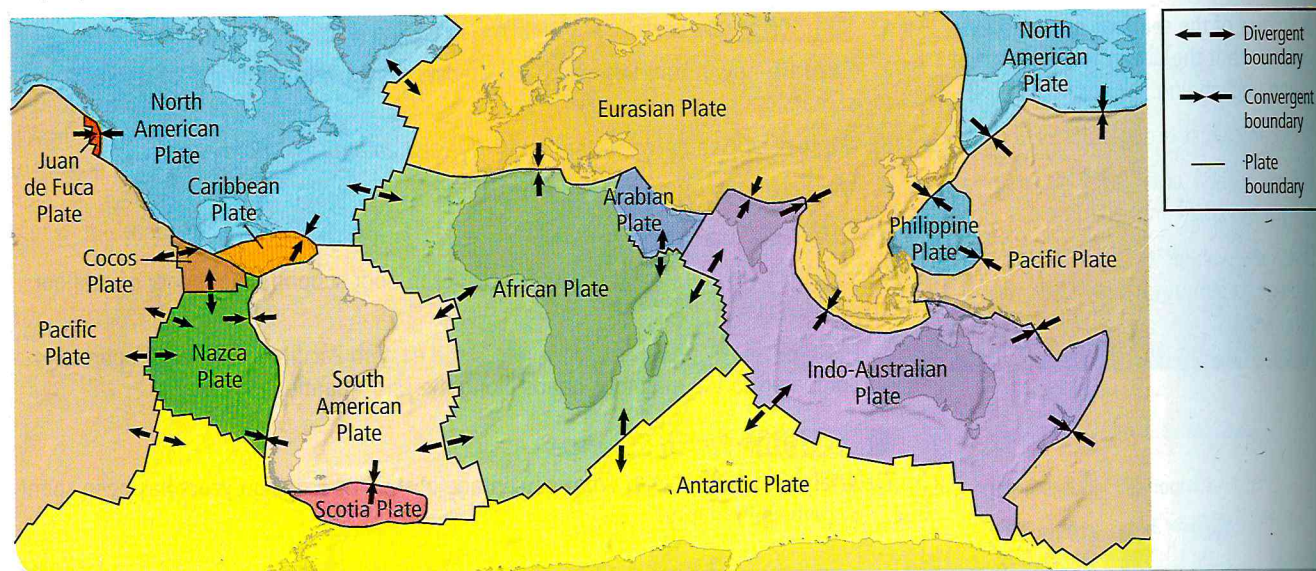 North
American
Plate
Eurasian Plate
North
American
Plate
Juan
de Fuca
Plate
Caribbean
Plate
Arabian
Plate
Philippine
Plate
Pacific Plate
Cocos
Plate
African Plate
Pacific
Plate
Nazca
Plate
South
American
Plate
Indo-Australian
Plate
Antarctic Plate
Scotia Plate
Divergent
boundary
Convergent
boundary
Plate
boundary